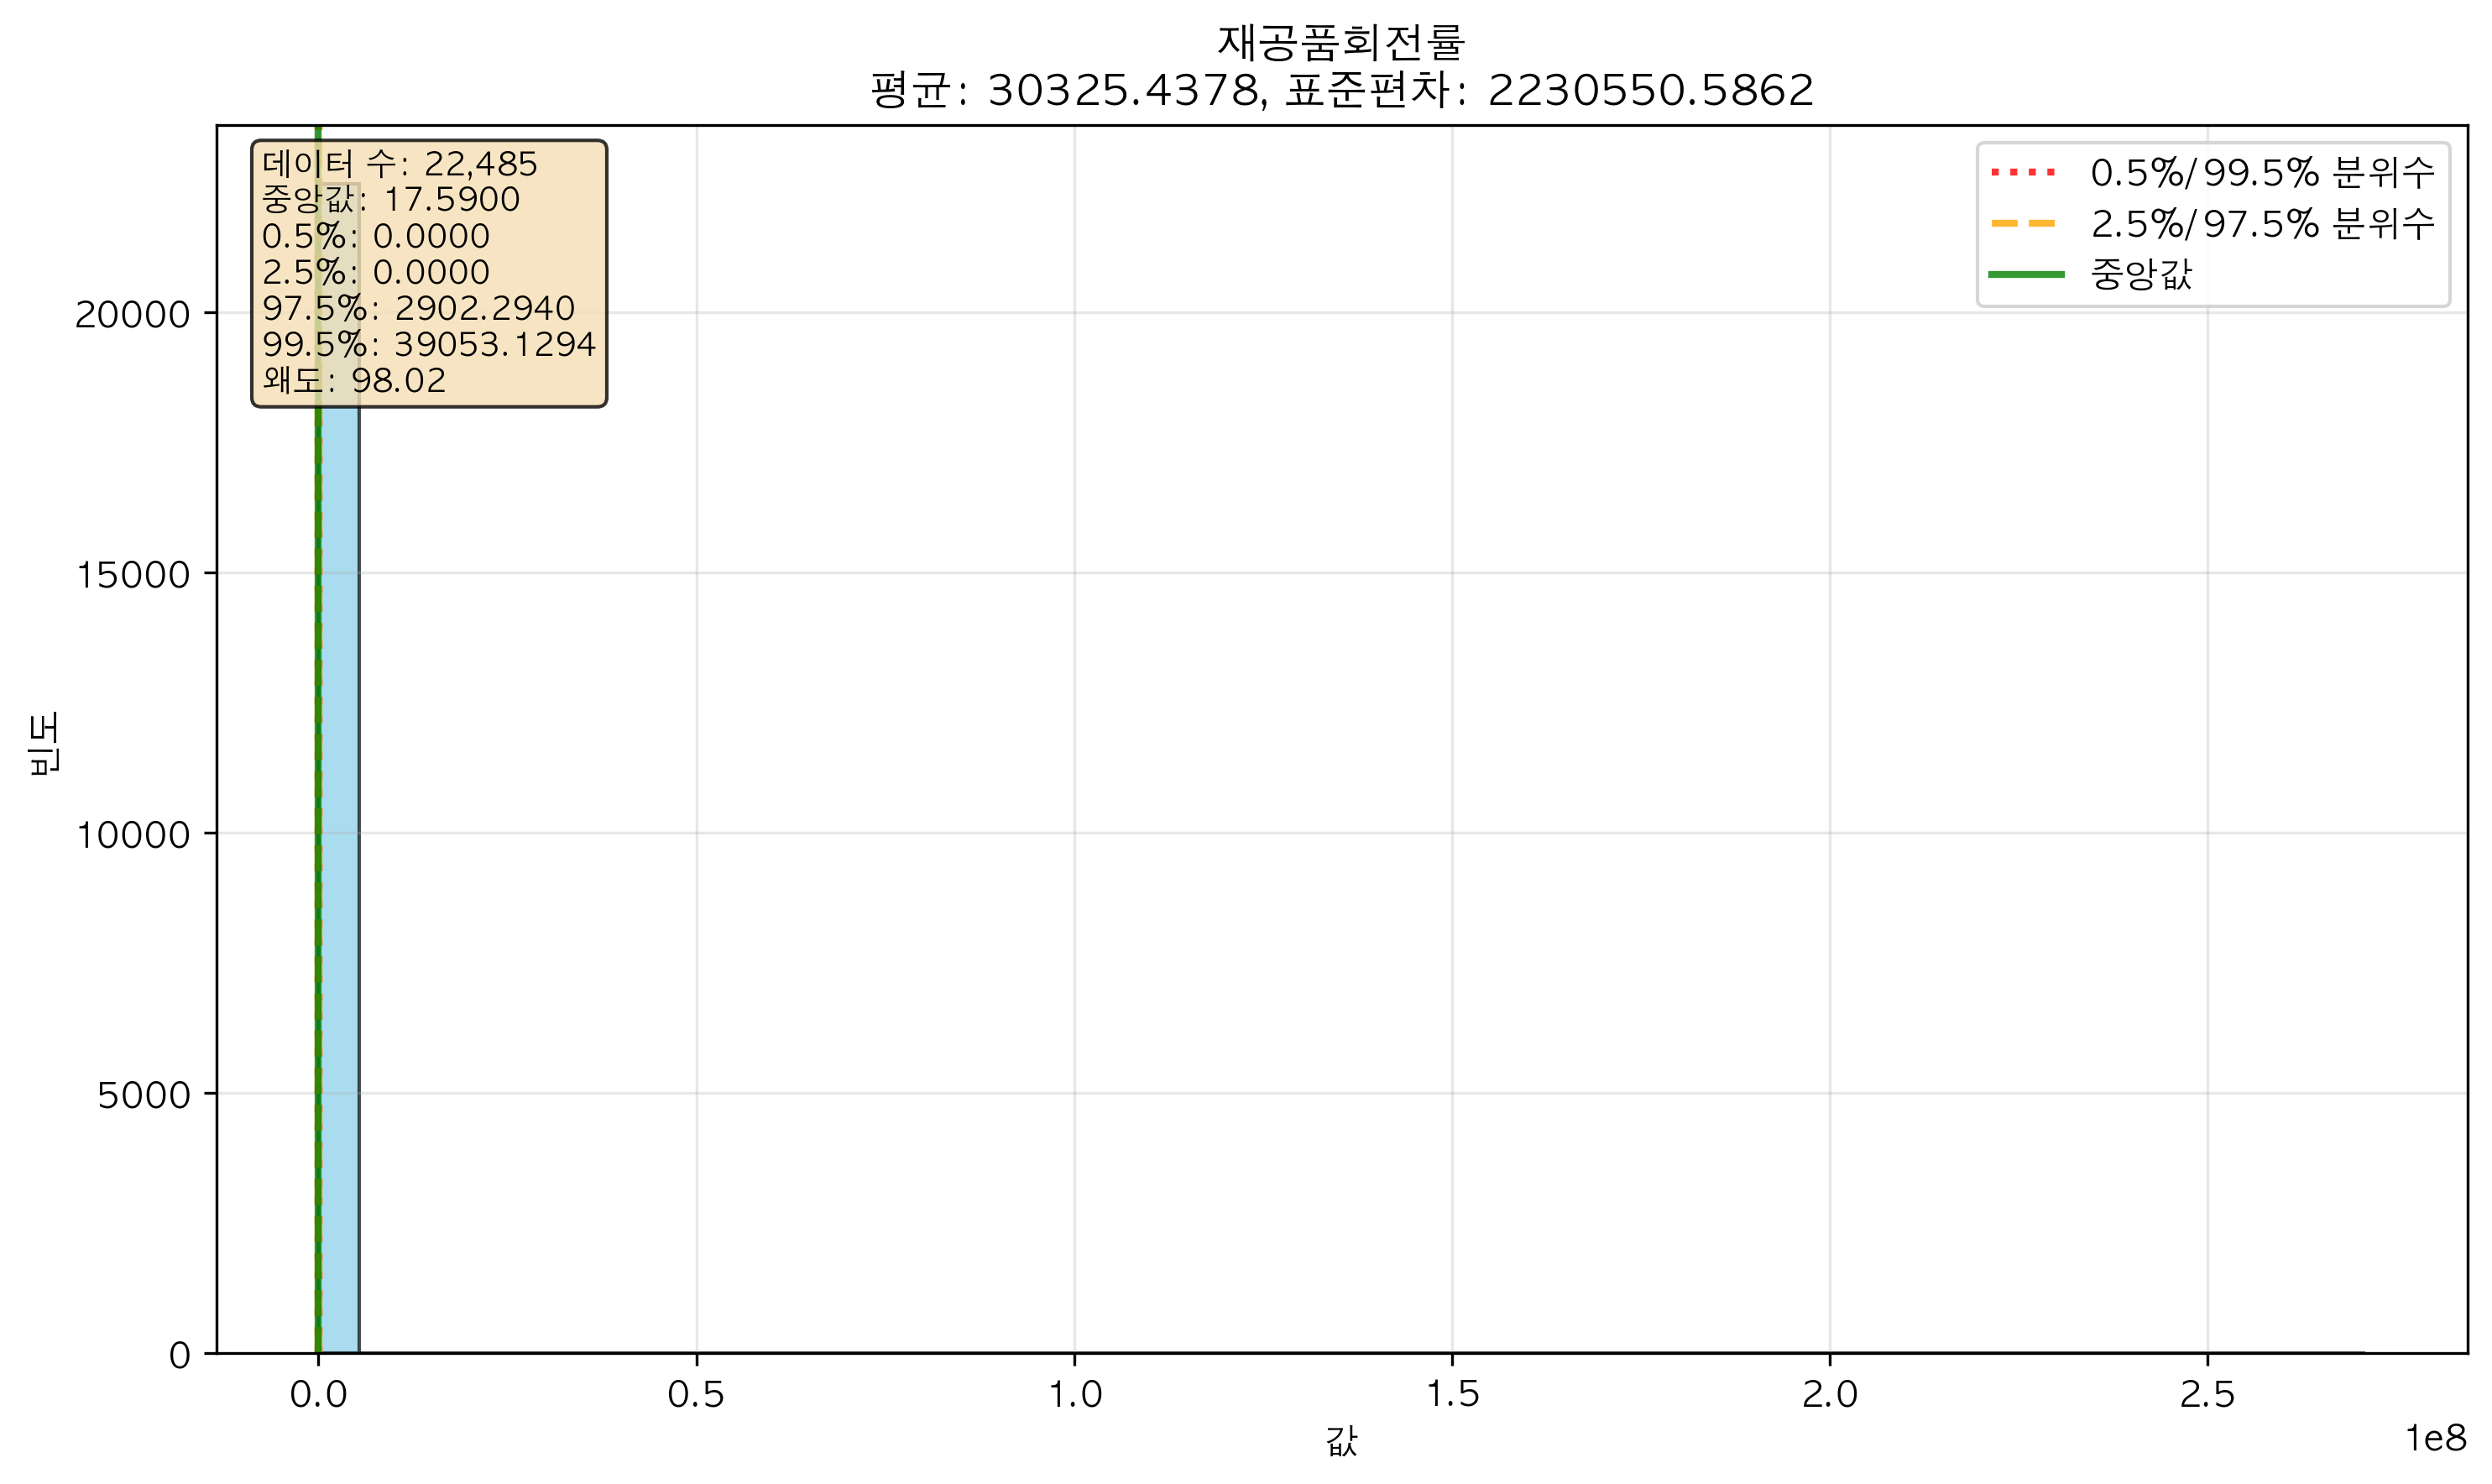 재공품회전률
평균: 30325.4378, 표준편차: 2230550.5862
데이터 수: 22,485
중앙값: 17.5900
0.5%: 0.0000
2.5%: 0.0000
97.5%: 2902.2940
99.5%: 39053.1294
왜도: 98.02
0.5%/99.5% 분위수
2.5%/97.5% 분위수
중앙값
빈도
20000
15000
10000
5000
0
0.0 0.5 1.0 1.5 2.0 2.5
1e8
값